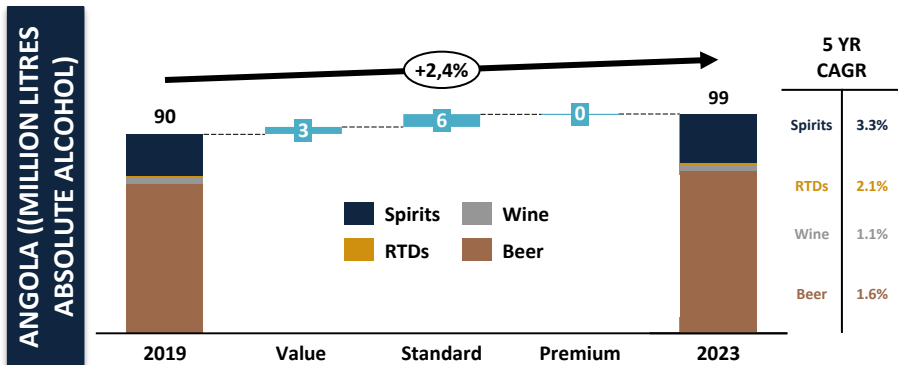 ANGOLA ((MILLION LITRES
ABSOLUTE ALCOHOL)
+2,4%
90
3
6
0
99
Spirits
Wine
RTDs
Beer
2019
Value
Standard
Premium
2023
5 YR
CAGR
Spirits 3.3%
RTDs 2.1%
Wine 1.1%
Beer 1.6%